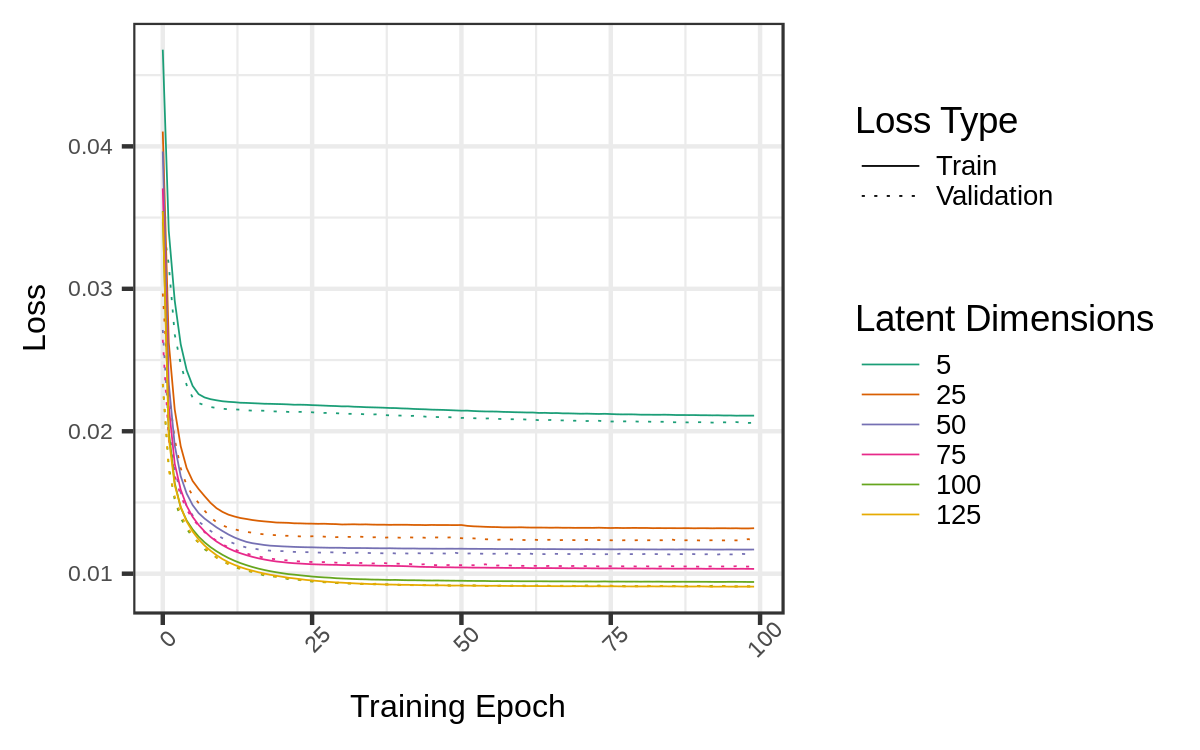 0.04
0.03
0.02
0.01
Loss
0
25
50
75
100
Training Epoch
Loss Type
Train
Validation
Latent Dimensions
5
25
50
75
100
125